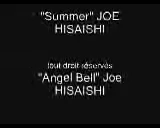 "Summer" JOE
HISAISHI
tout droit réservés
"Angel Bell" Joe
HISAISHI